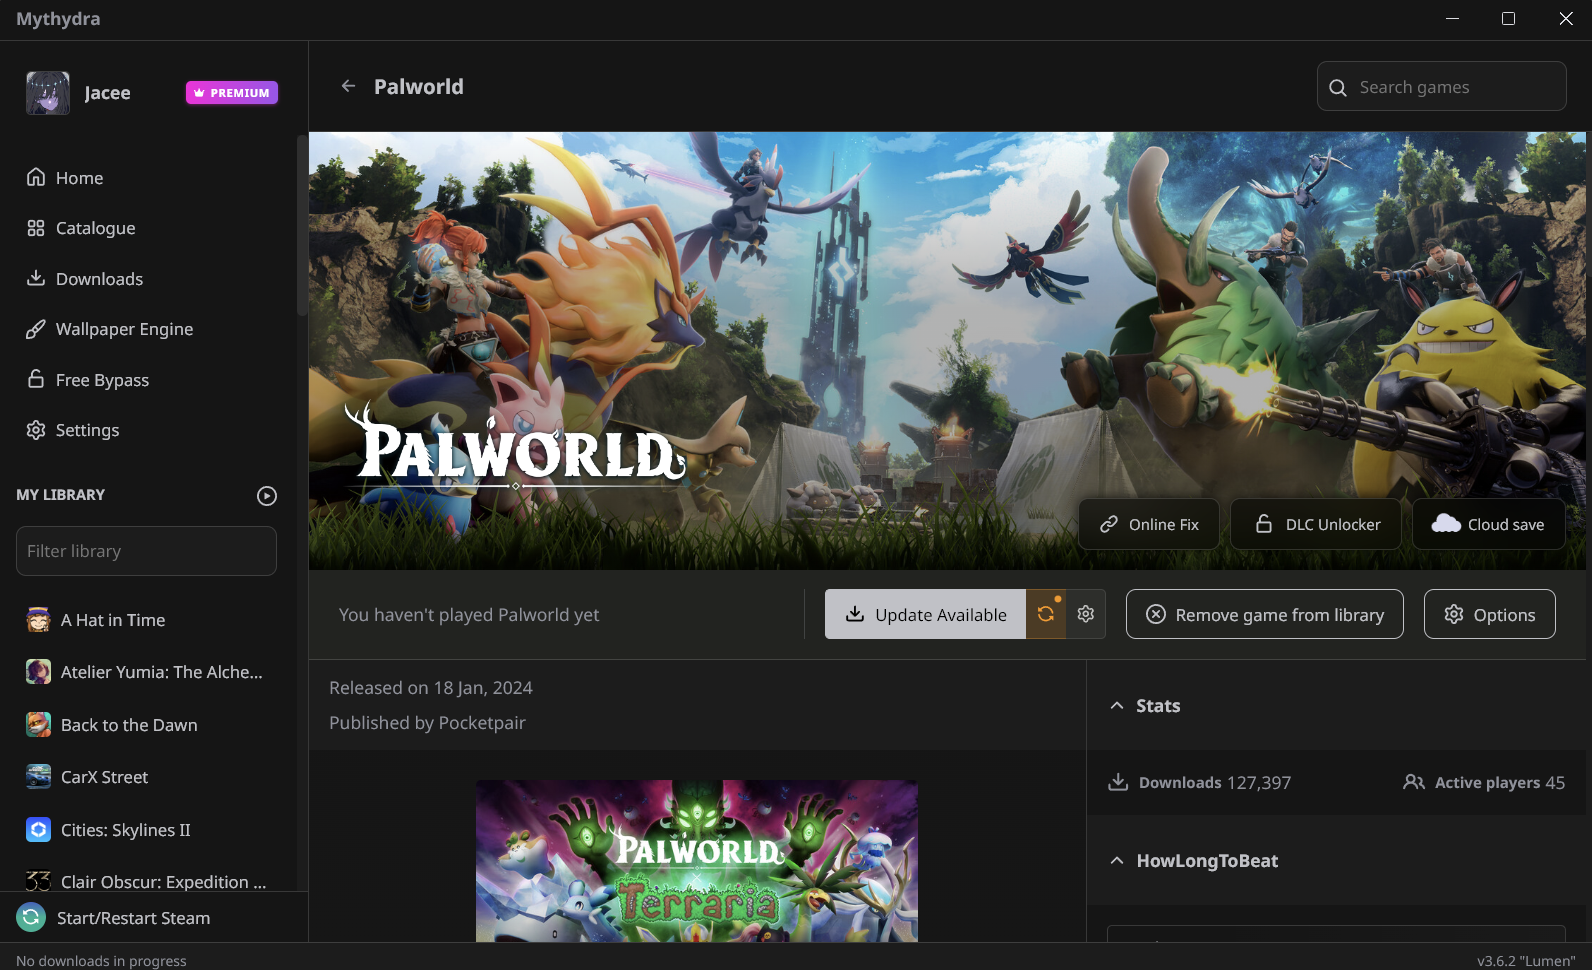 Mythydra
Jacee
PREMIUM
Palworld
Search games
Home
Catalogue
Downloads
Wallpaper Engine
Free Bypass
Settings
MY LIBRARY
Filter library
A Hat in Time
Atelier Yumia: The Alche...
Back to the Dawn
CarX Street
Cities: Skylines II
33
Clair Obscur: Expedition ...
Start/Restart Steam
PALWORLD
Online Fix
DLC Unlocker
Cloud save
You haven't played Palworld yet
Update Available
Remove game from library
Options
Released on 18 Jan, 2024
Published by Pocketpair
PALWORLD
Terraria
Stats
Downloads 127,397
Active players 45
HowLongToBeat
No downloads in progress
v3.6.2 "Lumen"